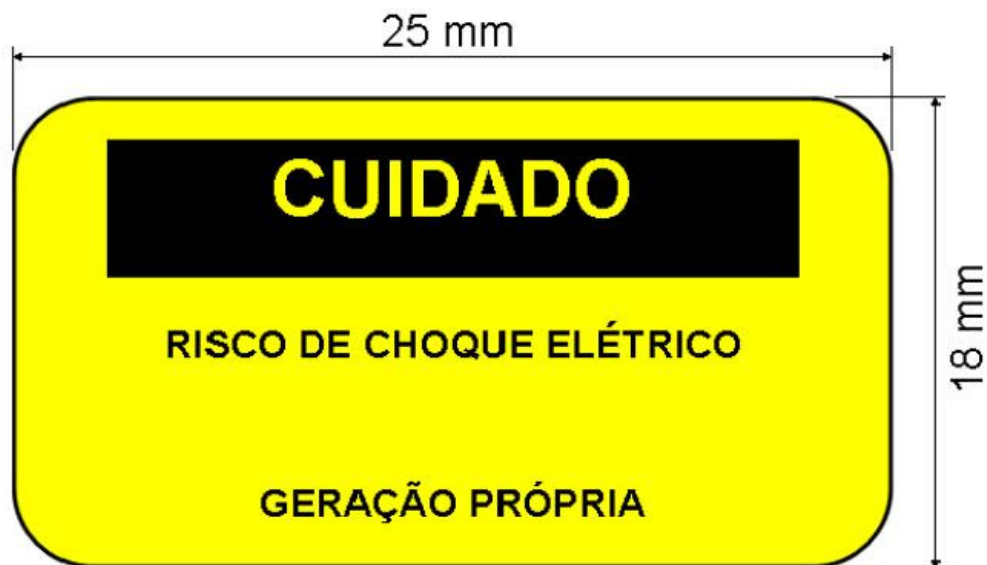 25 mm
CUIDADO
RISCO DE CHOQUE ELÉTRICO
18 mm
GERAÇÃO PRÓPRIA